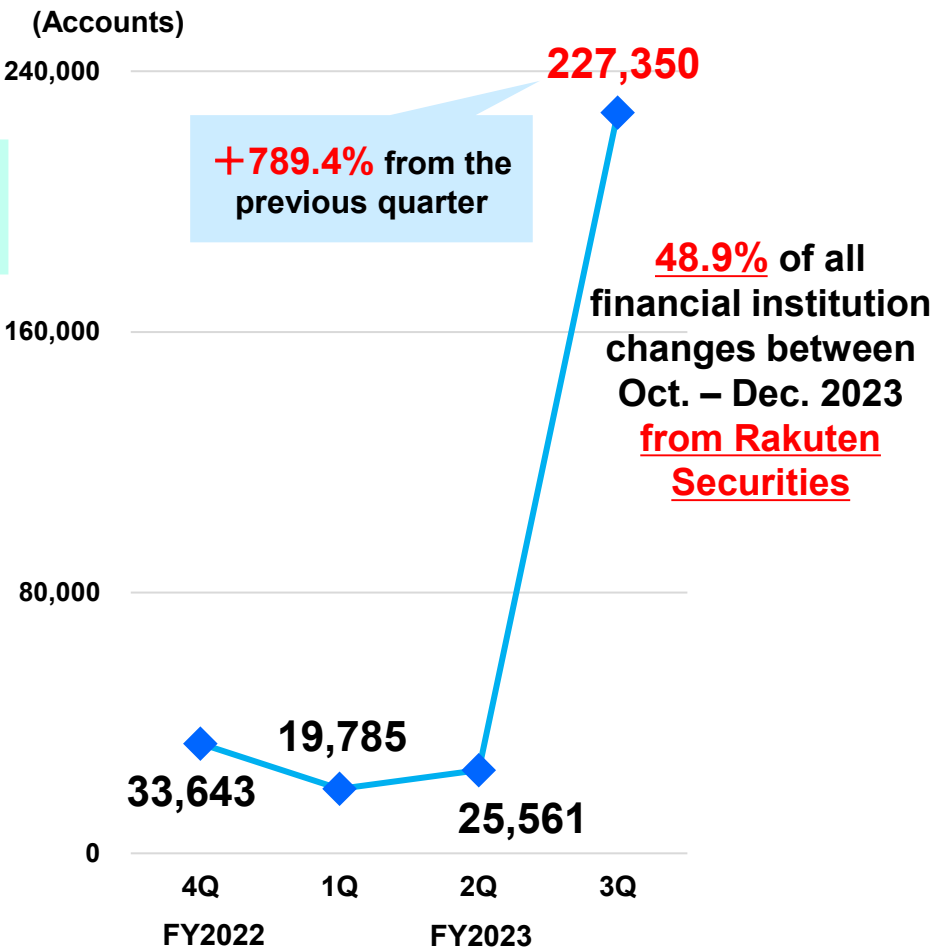 (Accounts)
240,000
227,350
+789.4% from the
previous quarter
48.9% of all
financial institution
changes between
Oct. – Dec. 2023
from Rakuten
Securities
160,000
80,000
19,785
33,643
25,561
0
4Q 1Q 2Q 3Q
FY2022 FY2023